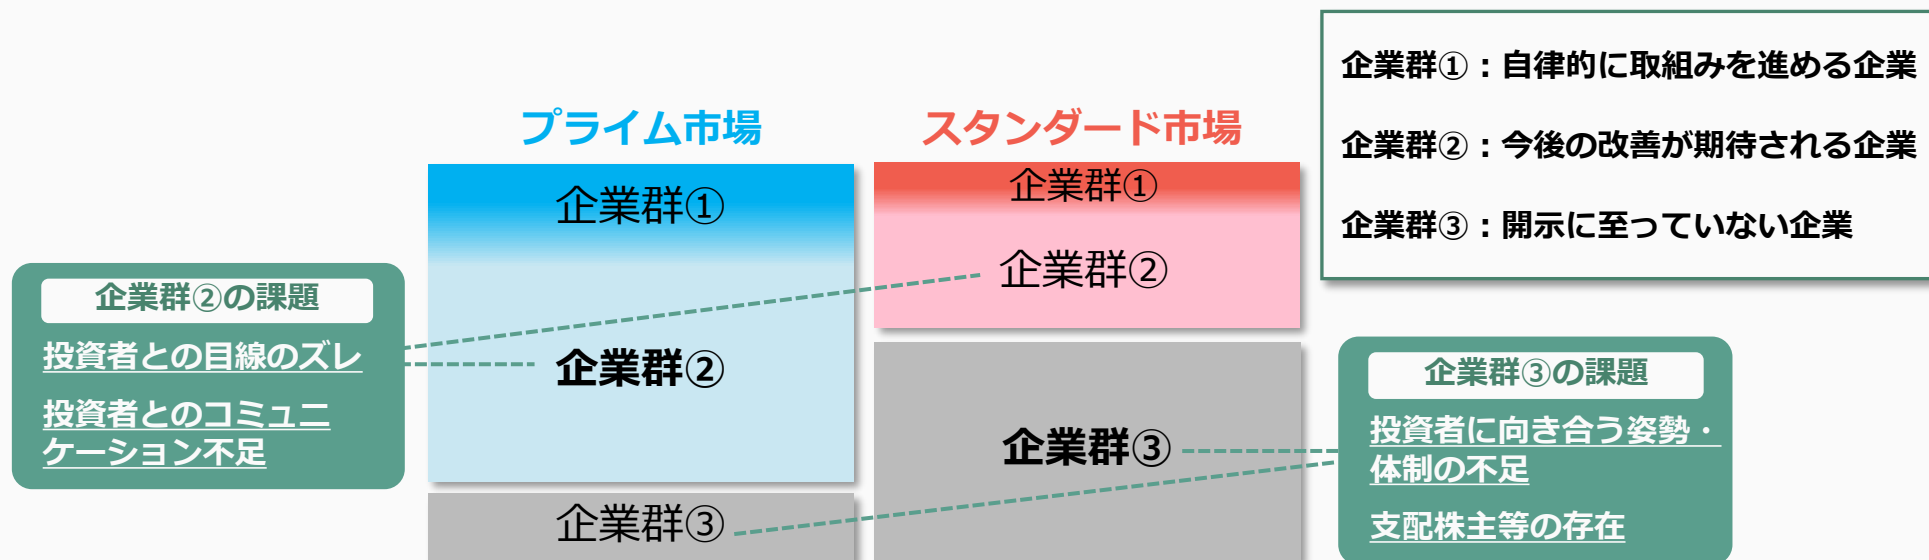 プライム市場
企業群①
企業群②
企業群③
スタンダード市場
企業群①
企業群②
企業群③
企業群①：自律的に取組みを進める企業
企業群②：今後の改善が期待される企業
企業群③：開示に至っていない企業
企業群②の課題
投資者との目線のズレ
投資者とのコミュニ
ケーション不足
企業群③の課題
投資者に向き合う姿勢・
体制の不足
支配株主等の存在